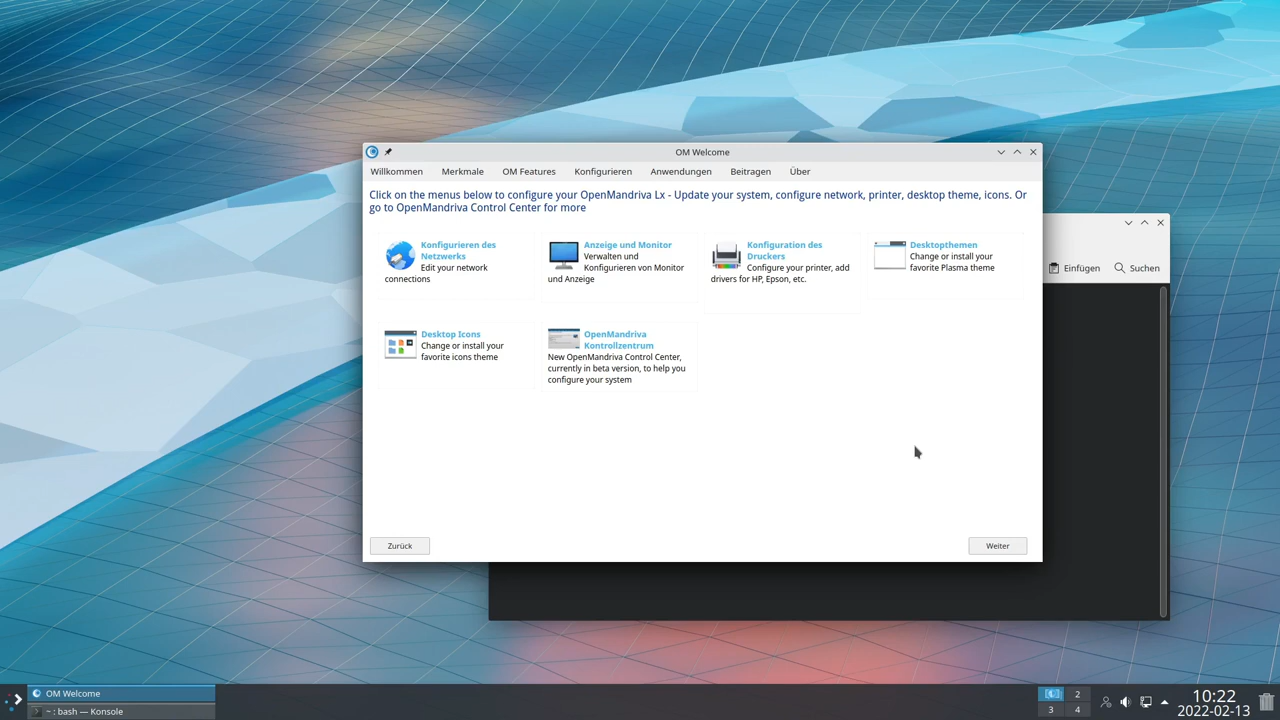 OM Welcome
Willkommen Merkmale OM Features Konfigurieren Anwendungen Beitragen Über
Click on the menus below to configure your OpenMandriva Lx - Update your system, configure network, printer, desktop theme, icons. Or
go to OpenMandriva Control Center for more
Konfigurieren des
Netzwerks
Edit your network
connections
Anzeige und Monitor
Verwalten und
Konfigurieren von Monitor
und Anzeige
Konfiguration des
Druckers
Configure your printer, add
drivers for HP, Epson, etc.
Desktopthemen
Change or install your
favorite Plasma theme
Desktop Icons
Change or install your
favorite icons theme
OpenMandriva
Kontrollzentrum
New OpenMandriva Control Center,
currently in beta version, to help you
configure your system
Zurück
Weiter
Einfügen Suchen
OM Welcome
~ : bash — Konsole
2
3 4
10:22
2022-02-13